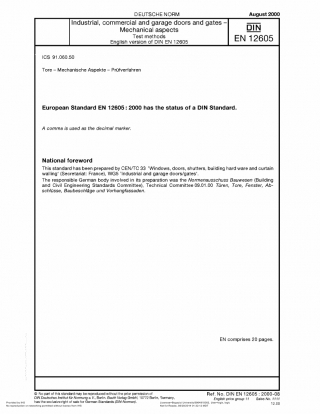 DEUTSCHE NORM
August 2000
Industrial, commercial and garage doors and gates –
Mechanical aspects
Test methods
English version of DIN EN 12605
DIN
EN 12605
ICS 91.060.50
Tore – Mechanische Aspekte – Prüfverfahren
European Standard EN 12605 : 2000 has the status of a DIN Standard.
A comma is used as the decimal marker.
National foreword
This standard has been prepared by CEN/TC 33 'Windows, doors, shutters, building hardware and curtain
walling' (Secretariat: France), WG5 'Industrial and garage doors/gates'.
The responsible German body involved in its preparation was the Normenausschuss Bauwesen (Building
and Civil Engineering Standards Committee), Technical Committee 09.01.00 Türen, Tore, Fenster, Ab-
schlüsse, Baubeschläge und Vorhangfassaden.
EN comprises 20 pages.
© No part of this standard may be reproduced without the prior permission of
DIN Deutsches Institut für Normung e.V., Berlin. Beuth Verlag GmbH, 10772 Berlin, Germany,
has the exclusive right of sale for German Standards (DIN-Normen).
Ref. No. DIN EN 12605 : 2000-08
English price group 11 Sales No.
12.00